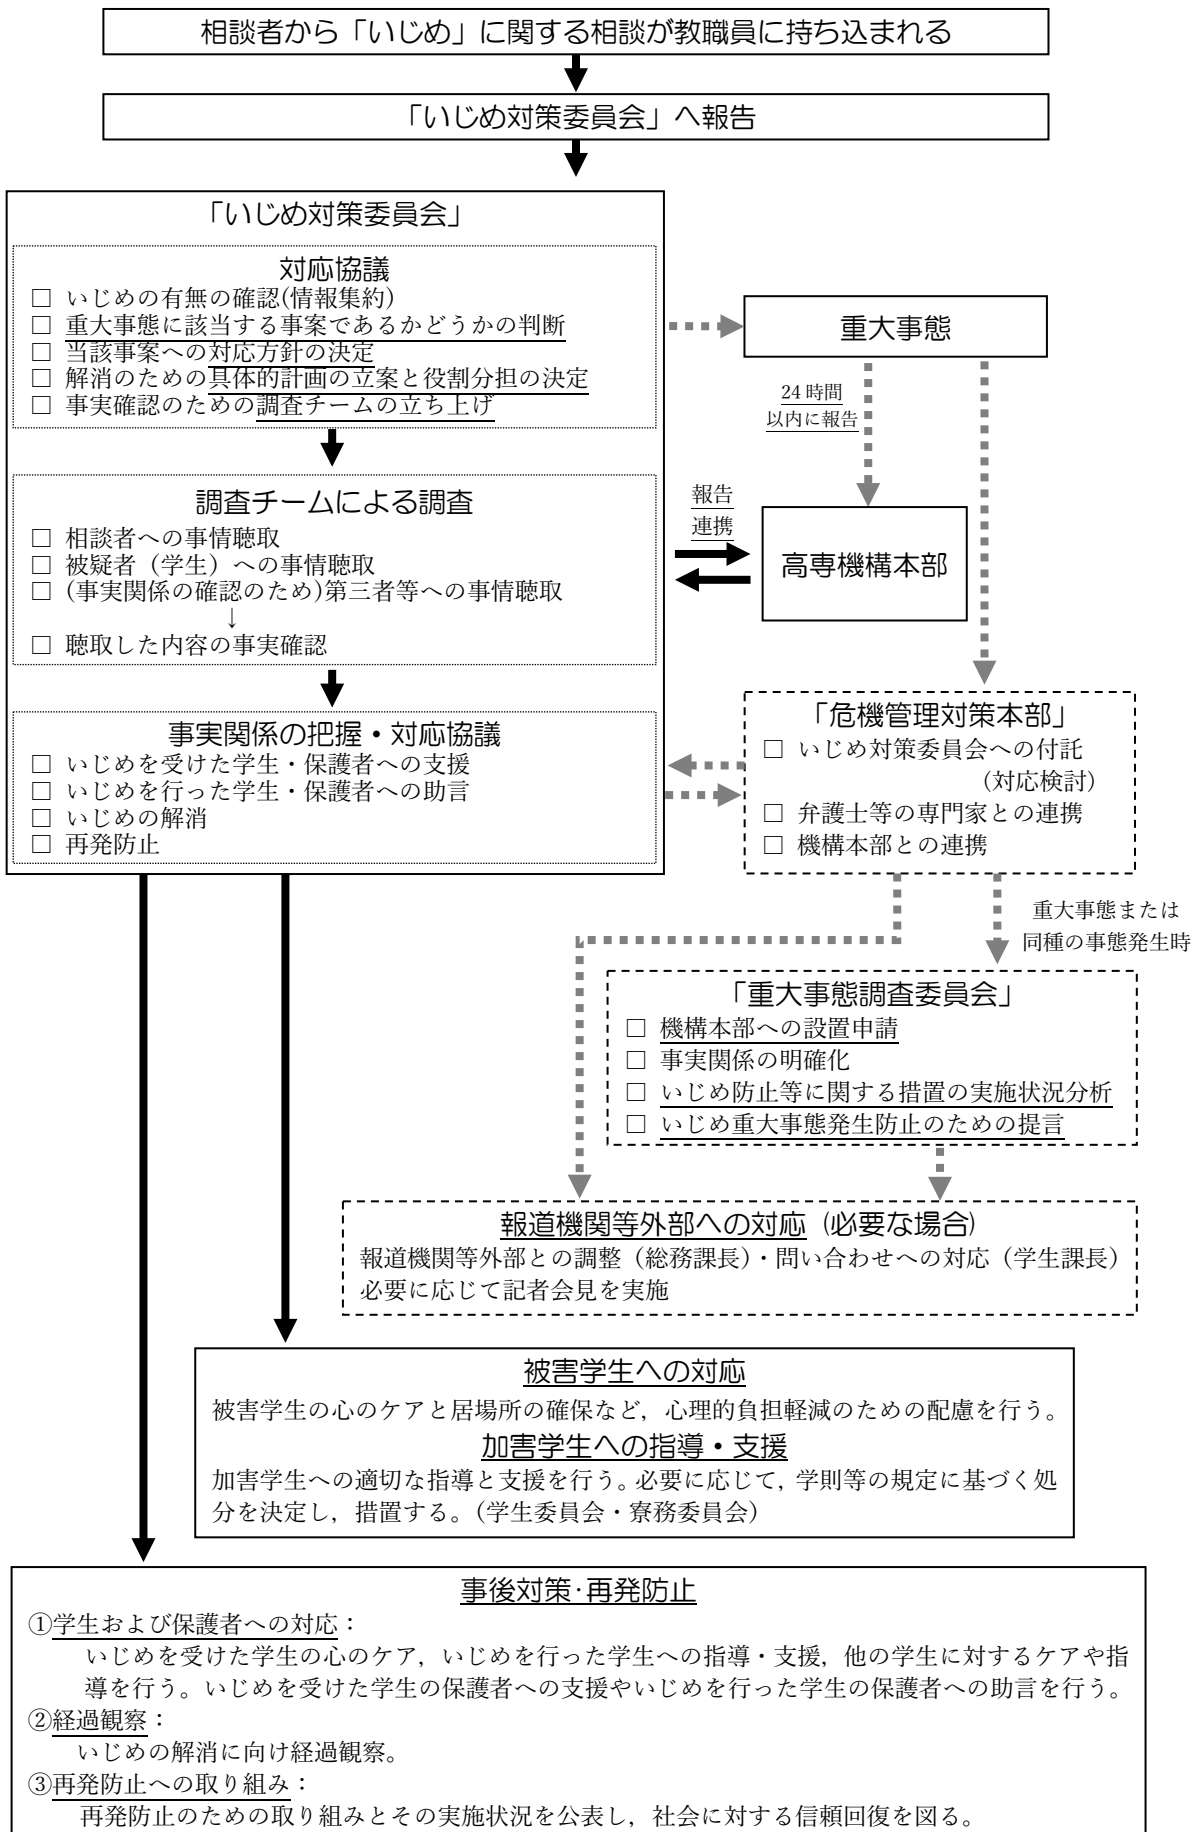 相談者から「いじめ」に関する相談が教職員に持ち込まれる
「いじめ対策委員会」へ報告
「いじめ対策委員会」
対応協議
□ いじめの有無の確認(情報集約)
□ 重大事態に該当する事案であるかどうかの判断
□ 当該事案への対応方針の決定
□ 解消のための具体的計画の立案と役割分担の決定
□ 事実確認のための調査チームの立ち上げ
調査チームによる調査
□ 相談者への事情聴取
□ 被疑者（学生）への事情聴取
□ (事実関係の確認のため)第三者等への事情聴取
↓
□ 聴取した内容の事実確認
事実関係の把握・対応協議
□ いじめを受けた学生・保護者への支援
□ いじめを行った学生・保護者への助言
□ いじめの解消
□ 再発防止
重大事態
24 時間
以内に報告
報告
連携
高専機構本部
「危機管理対策本部」
□ いじめ対策委員会への付託
(対応検討)
□ 弁護士等の専門家との連携
□ 機構本部との連携
重大事態または
同種の事態発生時
「重大事態調査委員会」
□ 機構本部への設置申請
□ 事実関係の明確化
□ いじめ防止等に関する措置の実施状況分析
□ いじめ重大事態発生防止のための提言
報道機関等外部への対応（必要な場合）
報道機関等外部との調整（総務課長）・問い合わせへの対応（学生課長）
必要に応じて記者会見を実施
被害学生への対応
被害学生の心のケアと居場所の確保など，心理的負担軽減のための配慮を行う。
加害学生への指導・支援
加害学生への適切な指導と支援を行う。必要に応じて，学則等の規定に基づく処
分を決定し，措置する。(学生委員会・寮務委員会)
事後対策･再発防止
①学生および保護者への対応：
いじめを受けた学生の心のケア，いじめを行った学生への指導・支援，他の学生に対するケアや指
導を行う。いじめを受けた学生の保護者への支援やいじめを行った学生の保護者への助言を行う。
②経過観察：
いじめの解消に向け経過観察。
③再発防止への取り組み：
再発防止のための取り組みとその実施状況を公表し，社会に対する信頼回復を図る。